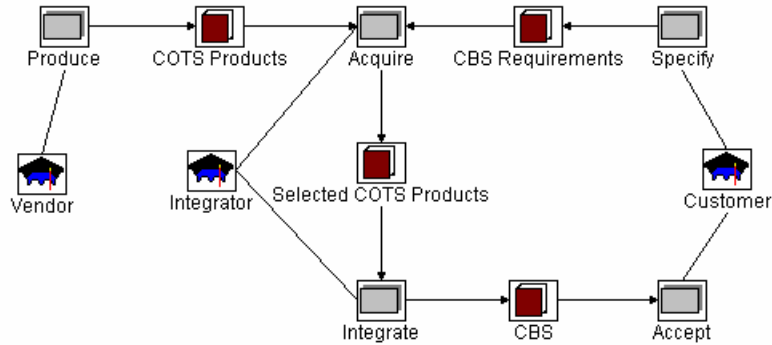 Produce
COTS Products
Acquire
CBS Requirements
Specify
Vendor
Integrator
Selected COTS Products
Customer
Integrate
CBS
Accept